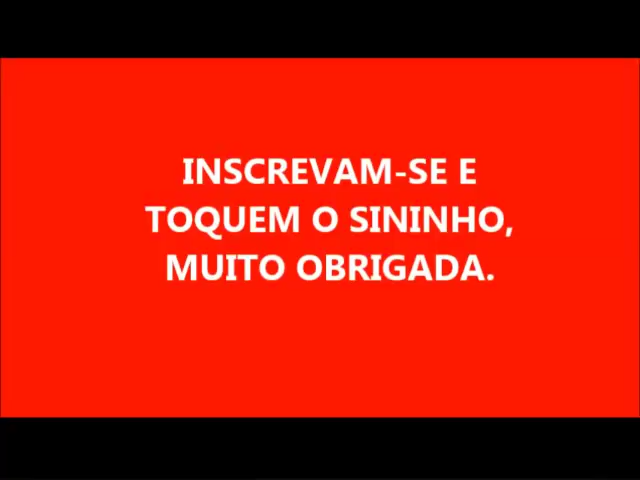 INSCREVAM-SE E
TOQUEM O SININHO,
MUITO OBRIGADA.